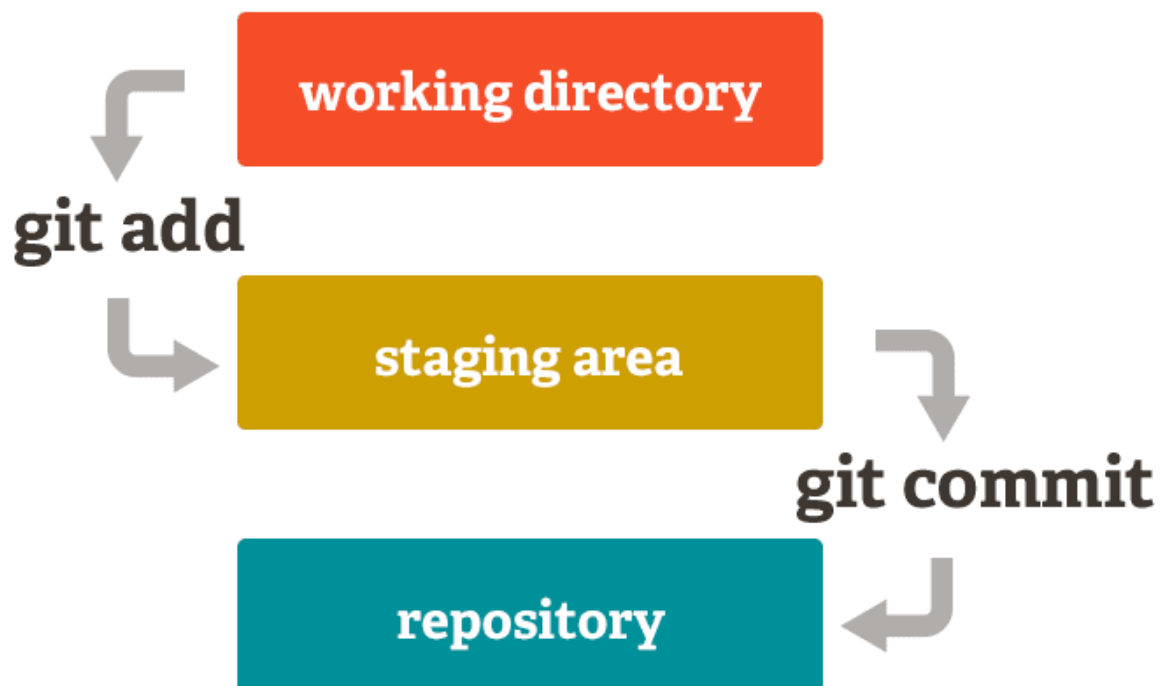 working directory
git add
staging area
git commit
repository